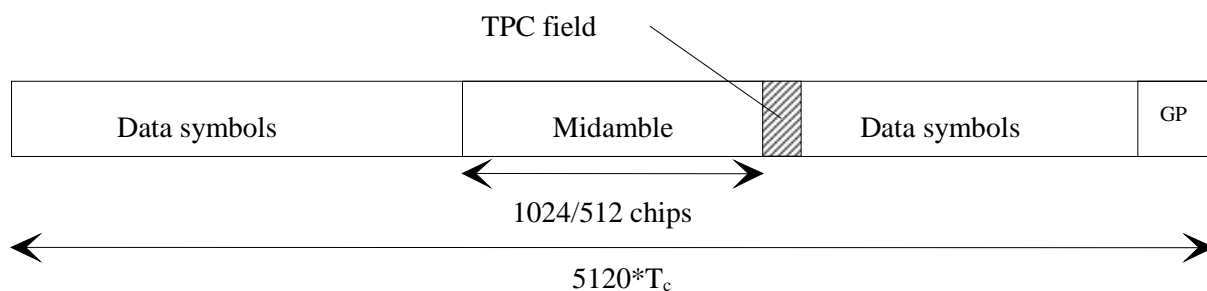 TPC field
Data symbols
Midamble
Data symbols
GP
1024/512 chips
5120*Tc